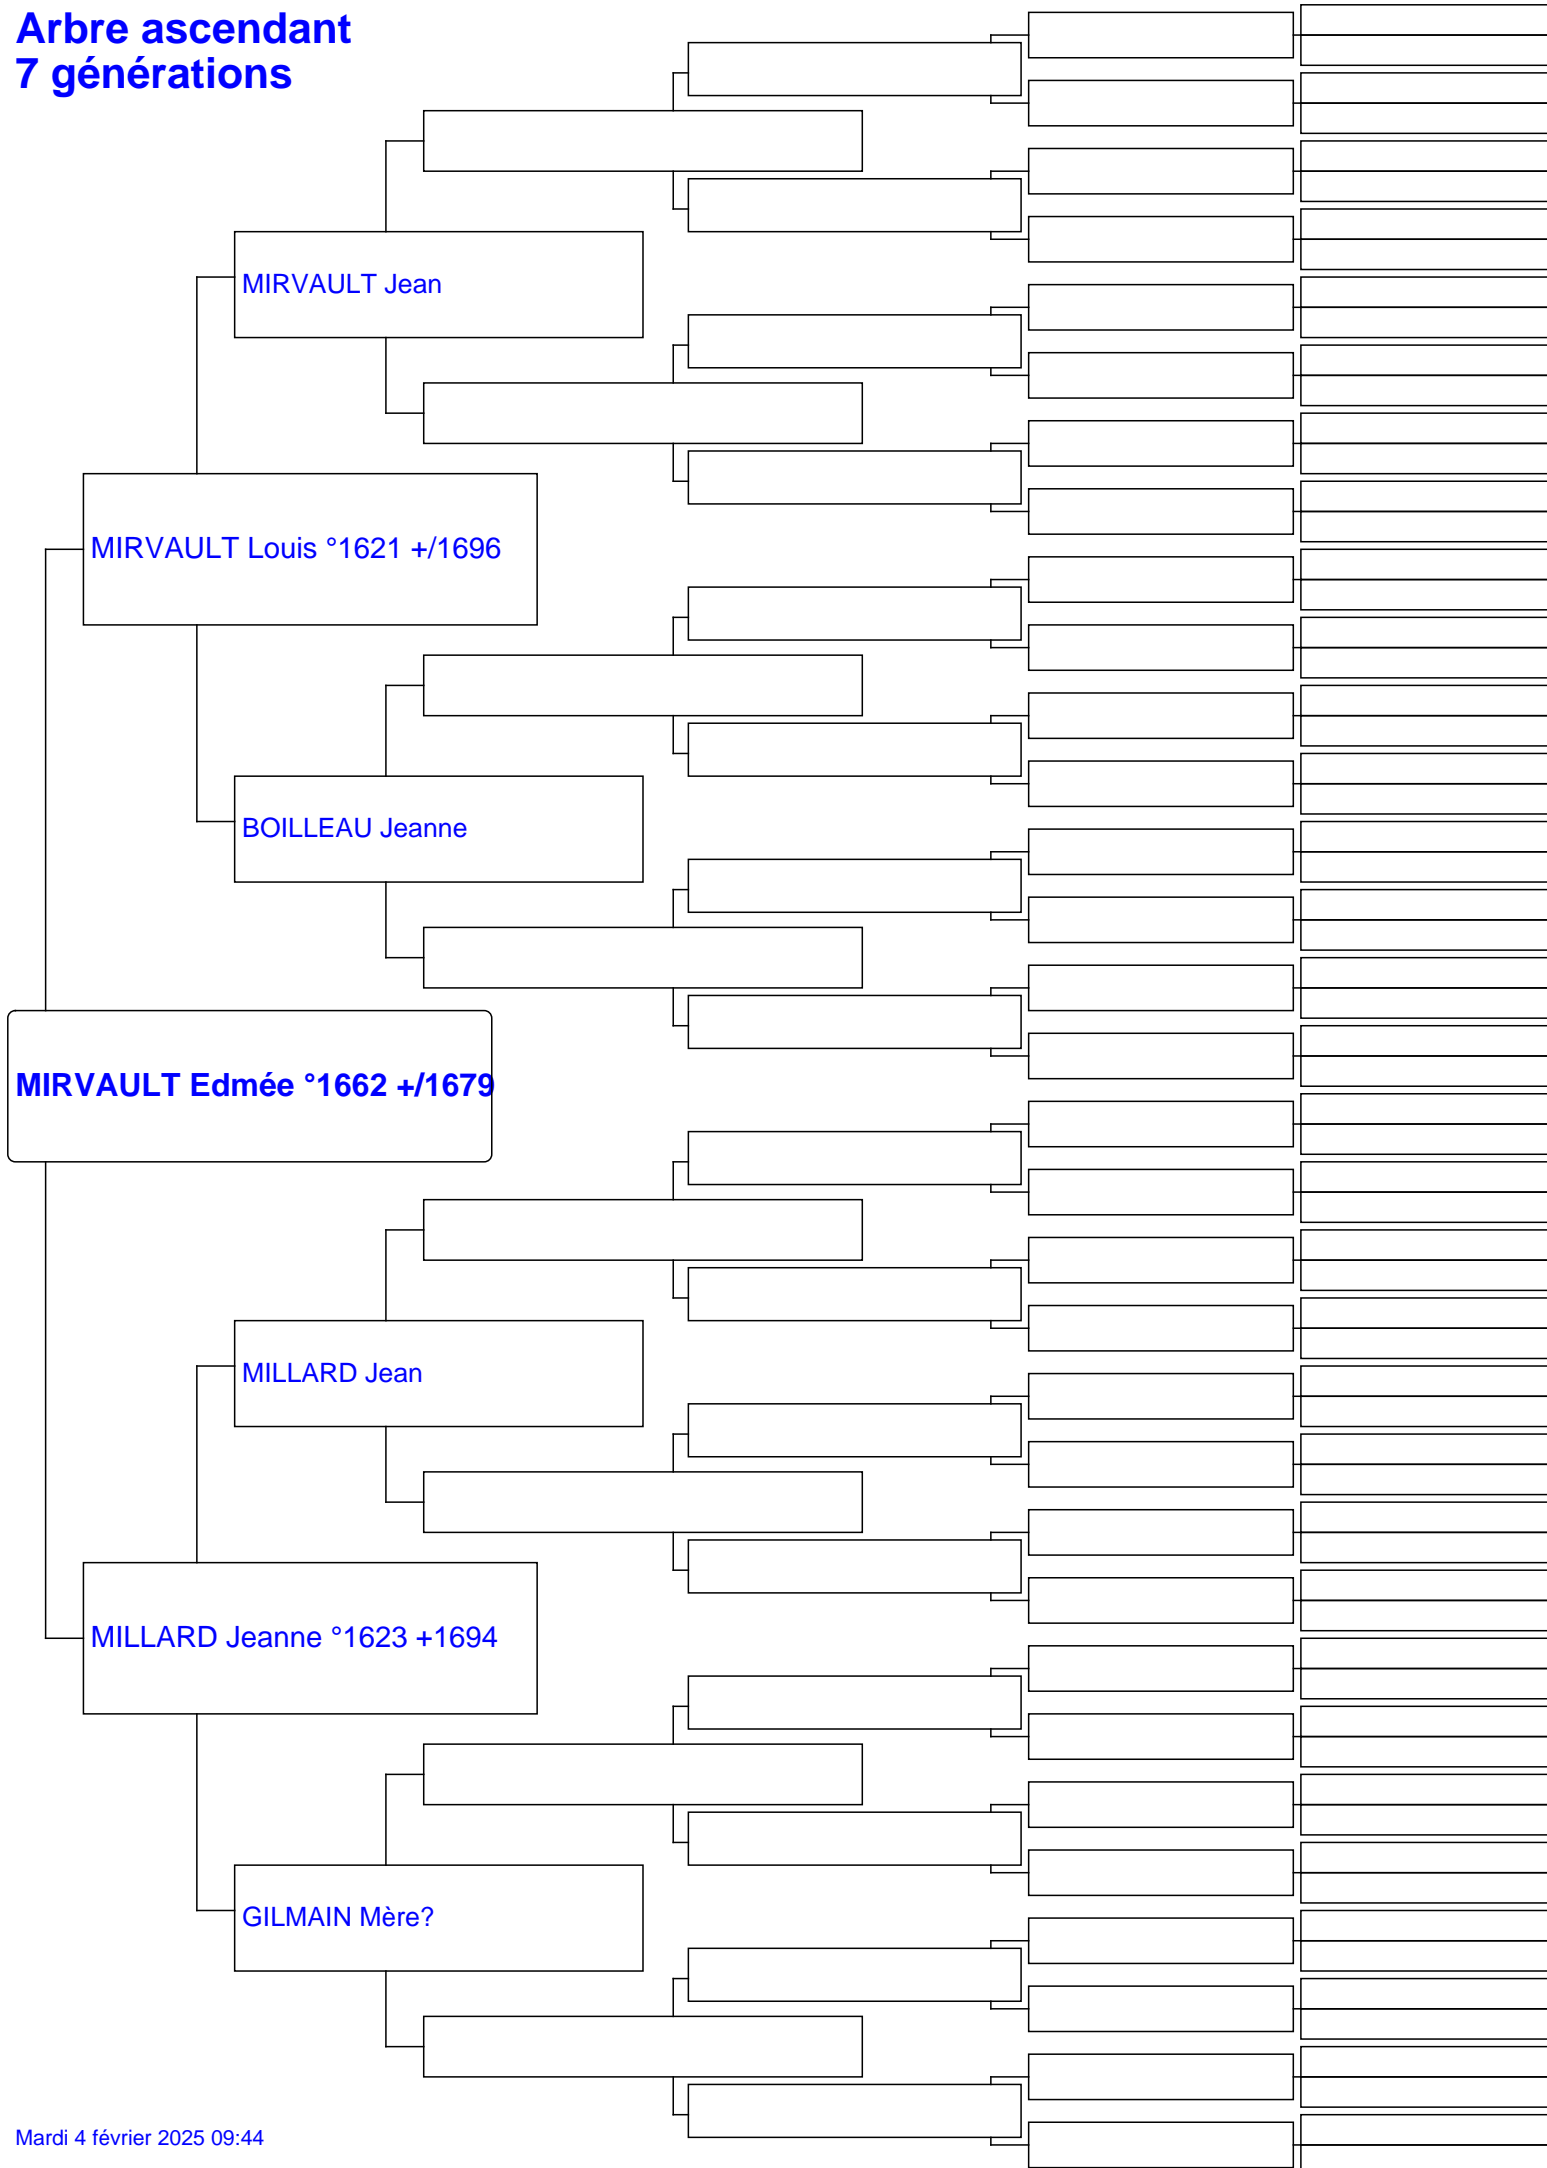 Arbre ascendant
7 générations
MIRVAULT Jean
MIRVAULT Louis °1621 +/1696
BOILLEAU Jeanne
MIRVAULT Edmée °1662 +/1679
MILLARD Jean
MILLARD Jeanne °1623 +1694
GILMAIN Mère?
Mardi 4 février 2025 09:44